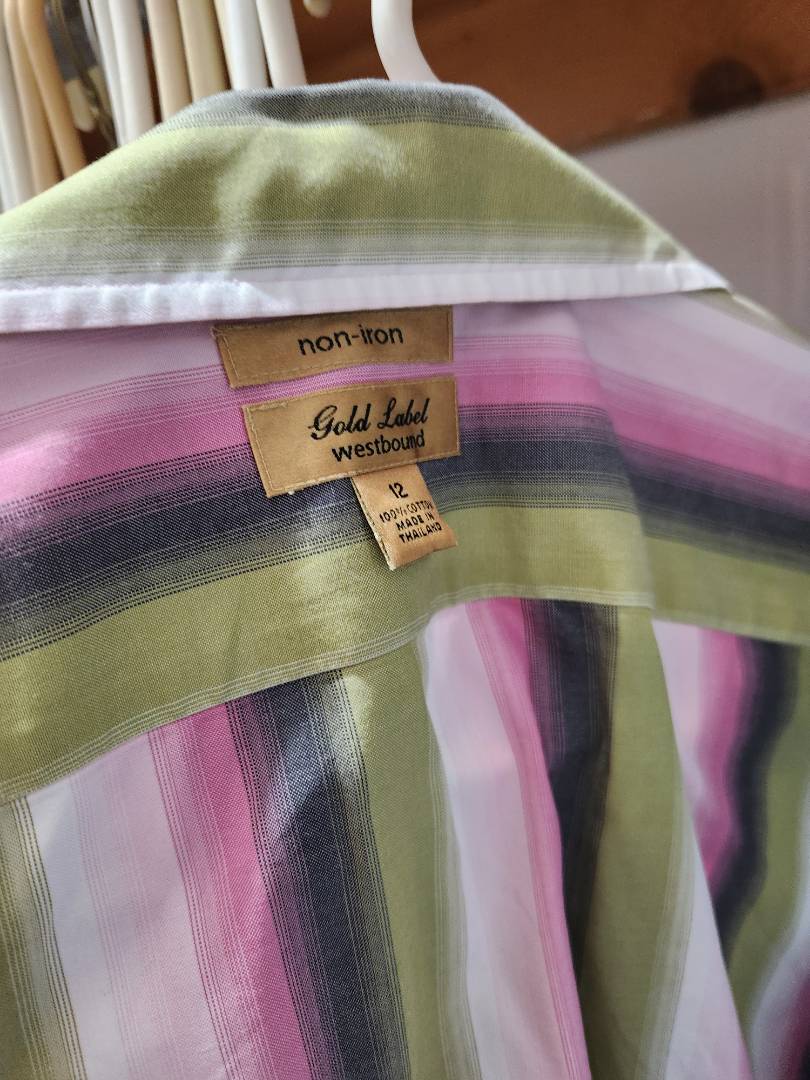 non-iron
Gold Label
westbound
12
100% COTTON
MADE IN
THAILAND